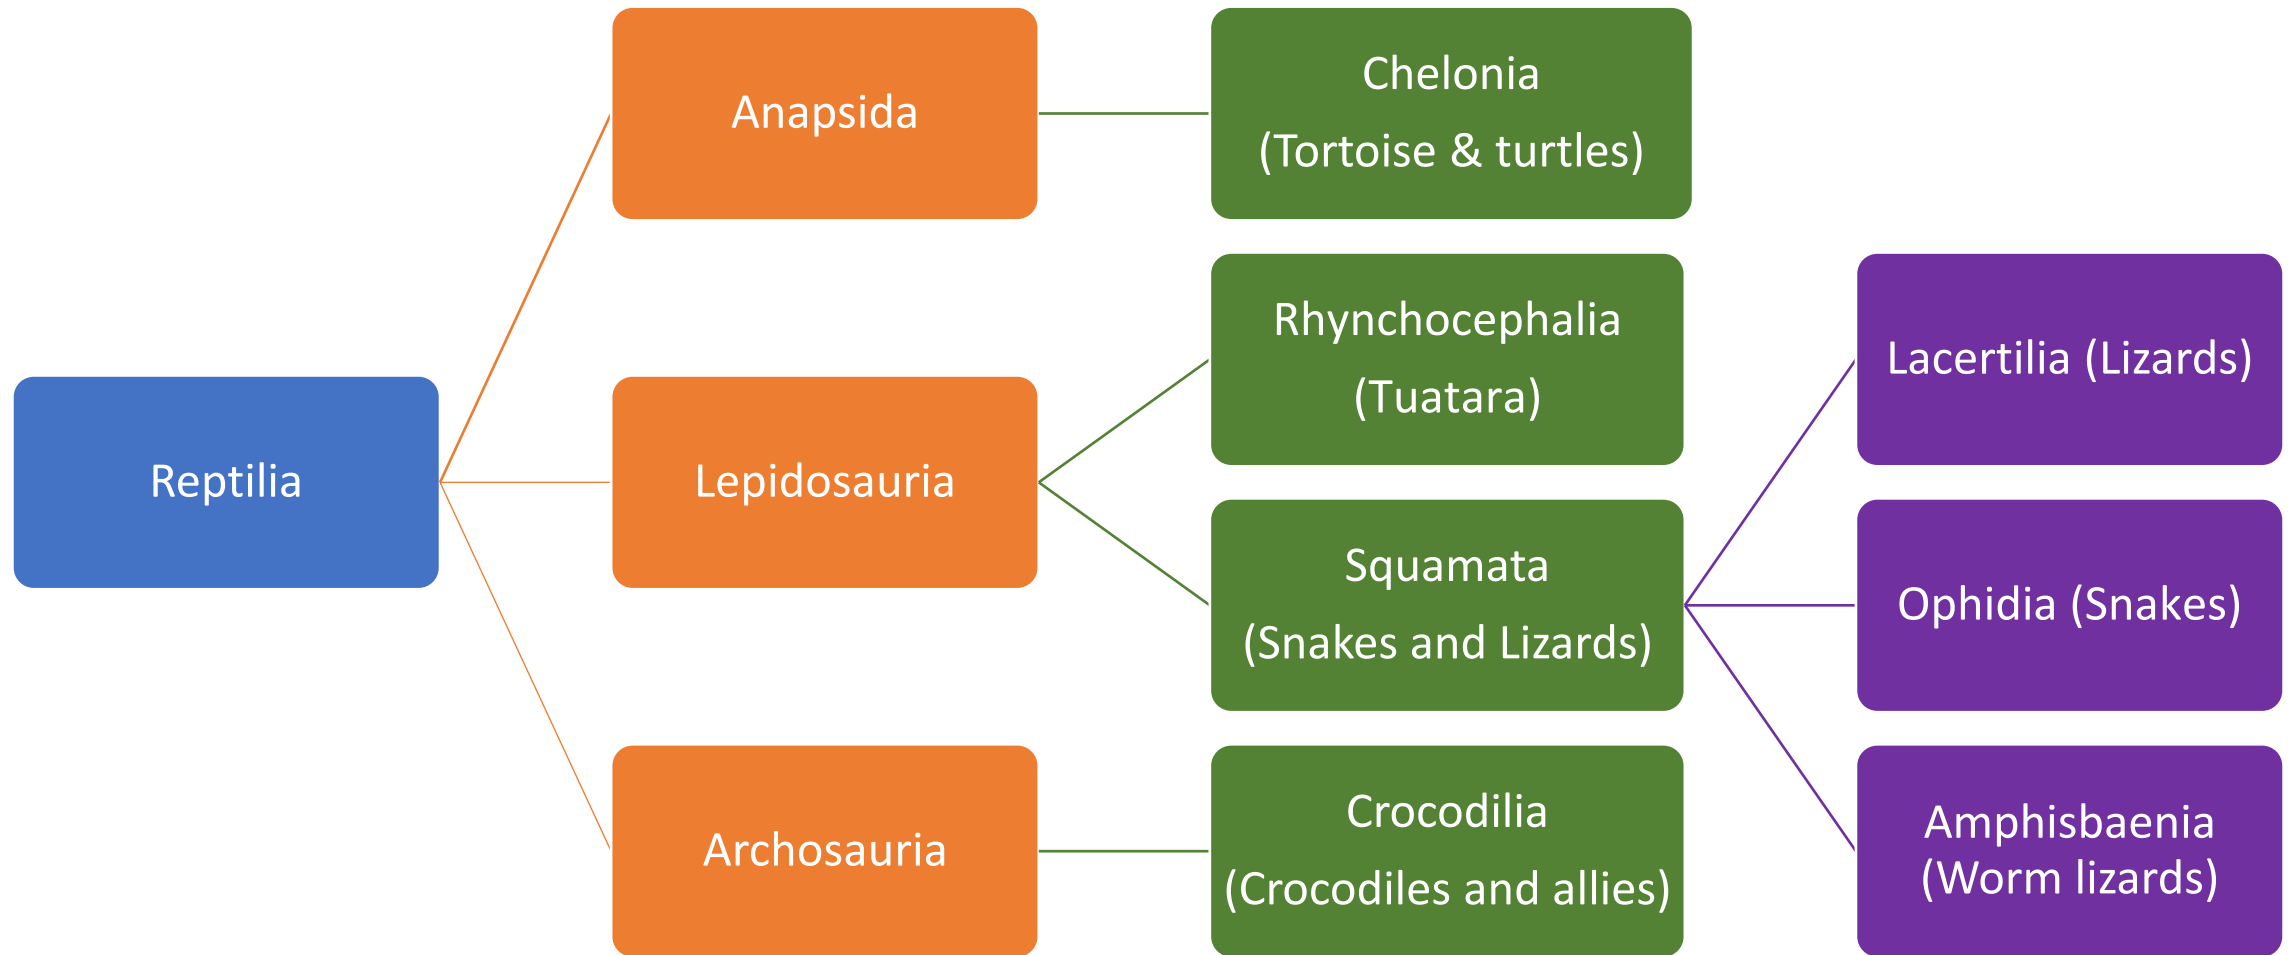 Reptilia
Anapsida
Lepidosauria
Archosauria
Chelonia
(Tortoise & turtles)
Rhynchocephalia
(Tuatara)
Squamata
(Snakes and Lizards)
Crocodilia
(Crocodiles and allies)
Lacertilia (Lizards)
Ophidia (Snakes)
Amphisbaenia
(Worm lizards)